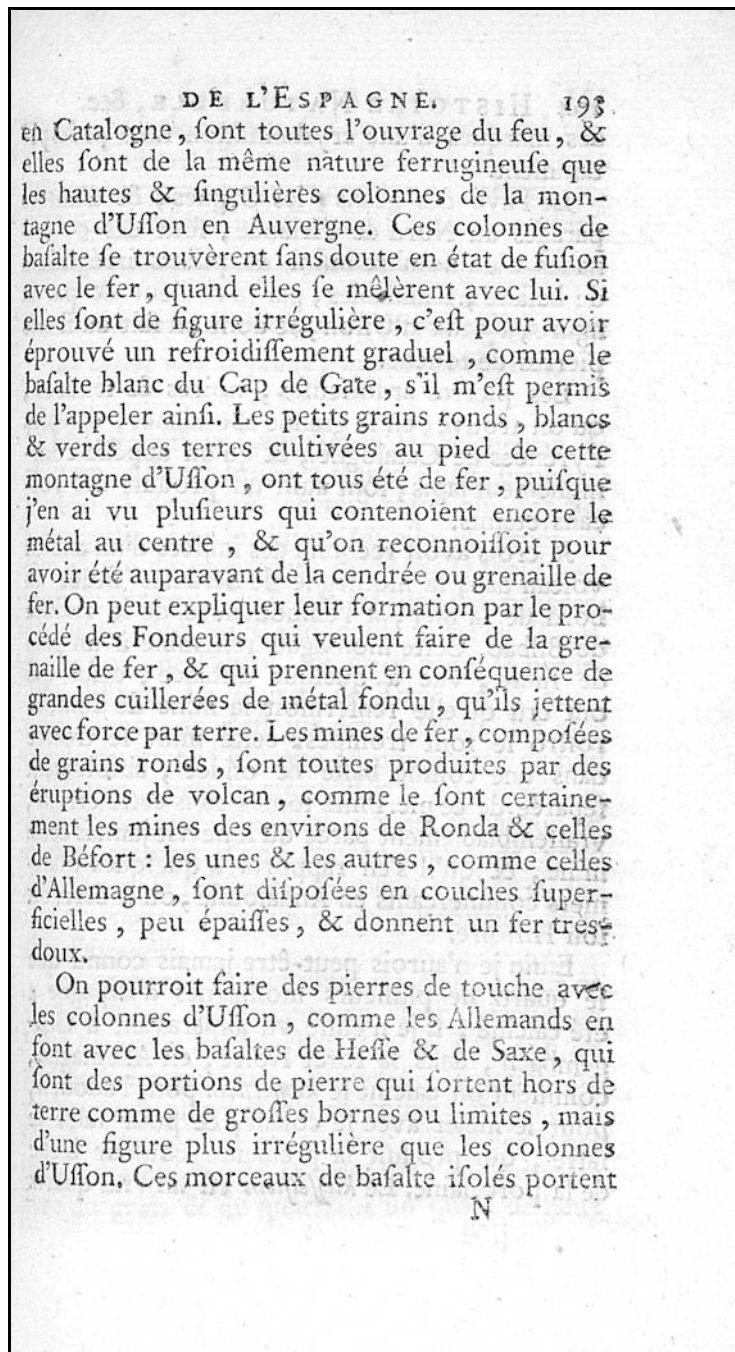 DE L'ESPAGNE. 193
en Catalogne, ſont toutes l'ouvrage du feu, &
elles ſont de la même nature ferrugineuſe que
les hautes & ſingulières colonnes de la mon-
tagne d'Uſſon en Auvergne. Ces colonnes de
baſalte ſe trouvèrent ſans doute en état de fuſion
avec le fer, quand elles ſe mêlèrent avec lui. Si
elles ſont de figure irrégulière, c'eſt pour avoir
éprouvé un refroidiſſement graduel, comme le
baſalte blanc du Cap de Gate, s'il m'eſt permis
de l'appeler ainſi. Les petits grains ronds, blancs
& verds des terres cultivées au pied de cette
montagne d'Uſſon, ont tous été de fer, puiſque
j'en ai vu pluſieurs qui contenoient encore le
métal au centre, & qu'on reconnoiſſoit pour
avoir été auparavant de la cendrée ou grenaille de
fer. On peut expliquer leur formation par le pro-
cédé des Fondeurs qui veulent faire de la gre-
naille de fer, & qui prennent en conſéquence de
grandes cuillerées de métal fondu, qu'ils jettent
avec force par terre. Les mines de fer, compoſées
de grains ronds, ſont toutes produites par des
éruptions de volcan, comme le ſont certaine-
ment les mines des environs de Ronda & celles
de Béfort : les unes & les autres, comme celles
d'Allemagne, ſont diſpoſées en couches ſuper-
ficielles, peu épaiſſes, & donnent un fer tres-
doux.
On pourroit faire des pierres de touche avec
les colonnes d'Uſſon, comme les Allemands en
font avec les baſaltes de Heſſe & de Saxe, qui
ſont des portions de pierre qui ſortent hors de
terre comme de groſſes bornes ou limites, mais
d'une figure plus irrégulière que les colonnes
d'Uſſon. Ces morceaux de baſalte iſolés portent
N